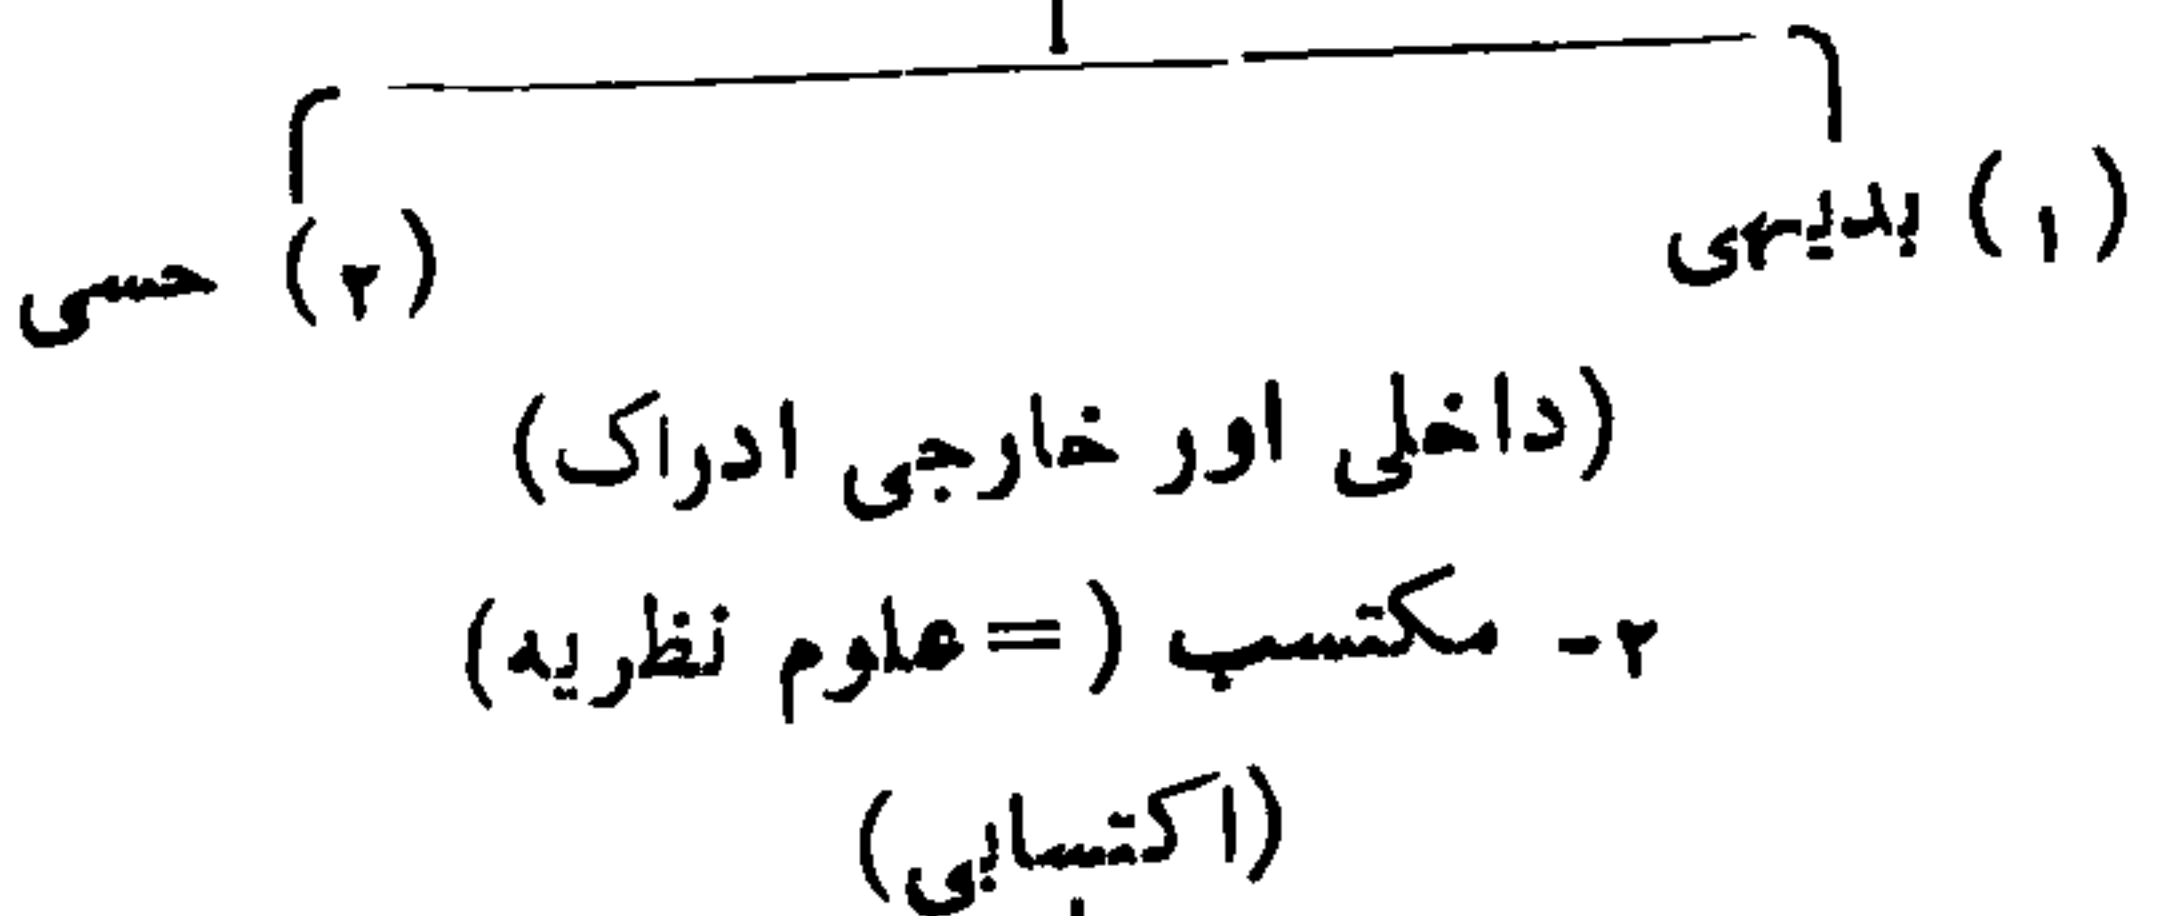 (۱) بدیہی
(۲) حسی
(داخلی اور خارجی ادراک)
۲- مکتسب (=علوم نظریہ)
(اکتسابی)